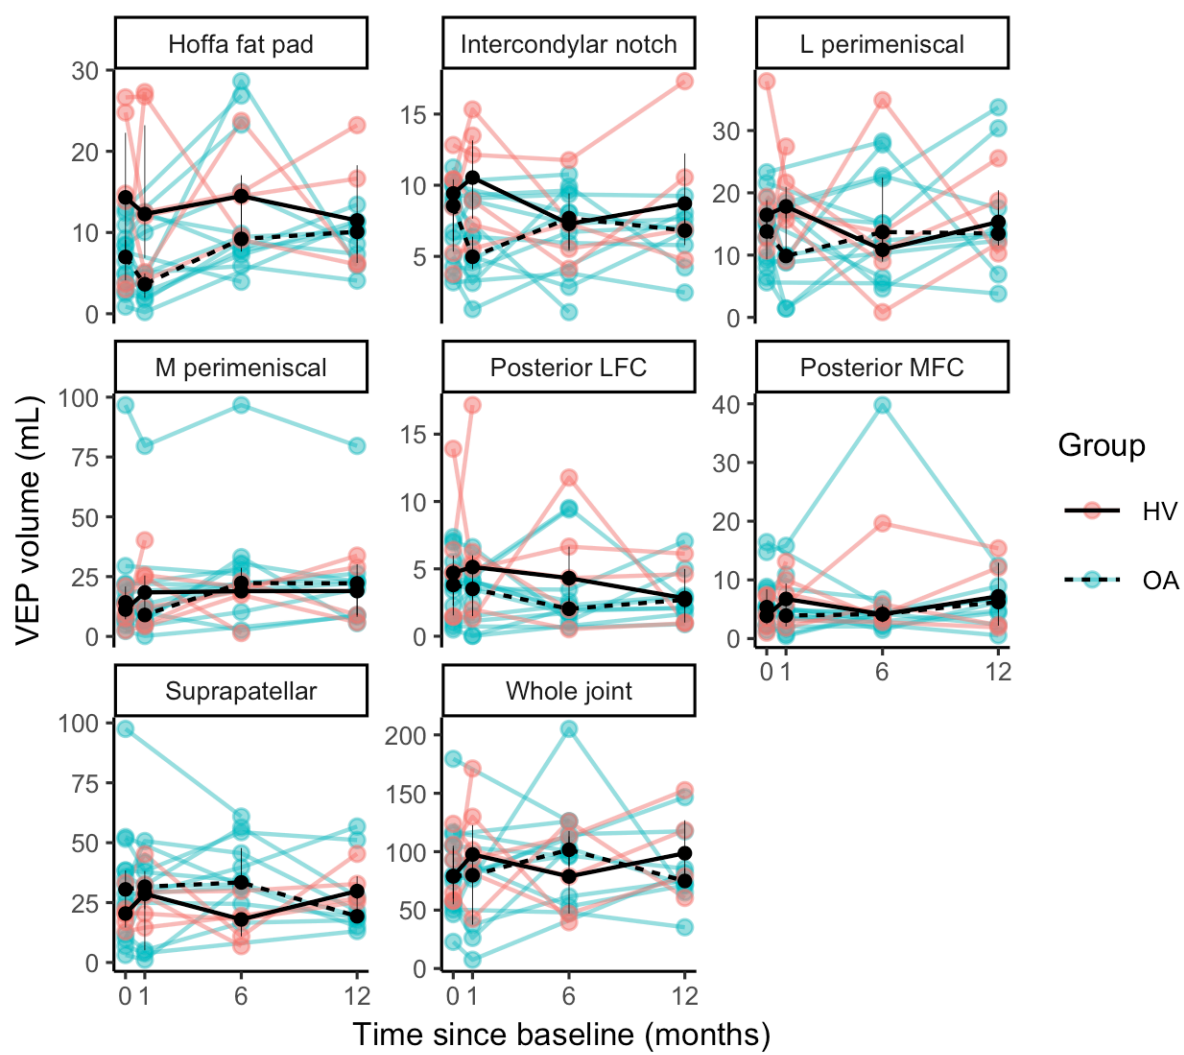 Hoffa fat pad
Intercondylar notch
L perimeniscal
30
20
10
0
15
10
5
30
20
10
0
M perimeniscal
Posterior LFC
Posterior MFC
100
75
50
25
0
15
10
5
0
40
30
20
10
0
0 1 6 12
Suprapatellar
Whole joint
100
75
50
25
0
200
150
100
50
0
0 1 6 12
0 1 6 12
VEP volume (mL)
Time since baseline (months)
Group
HV
OA